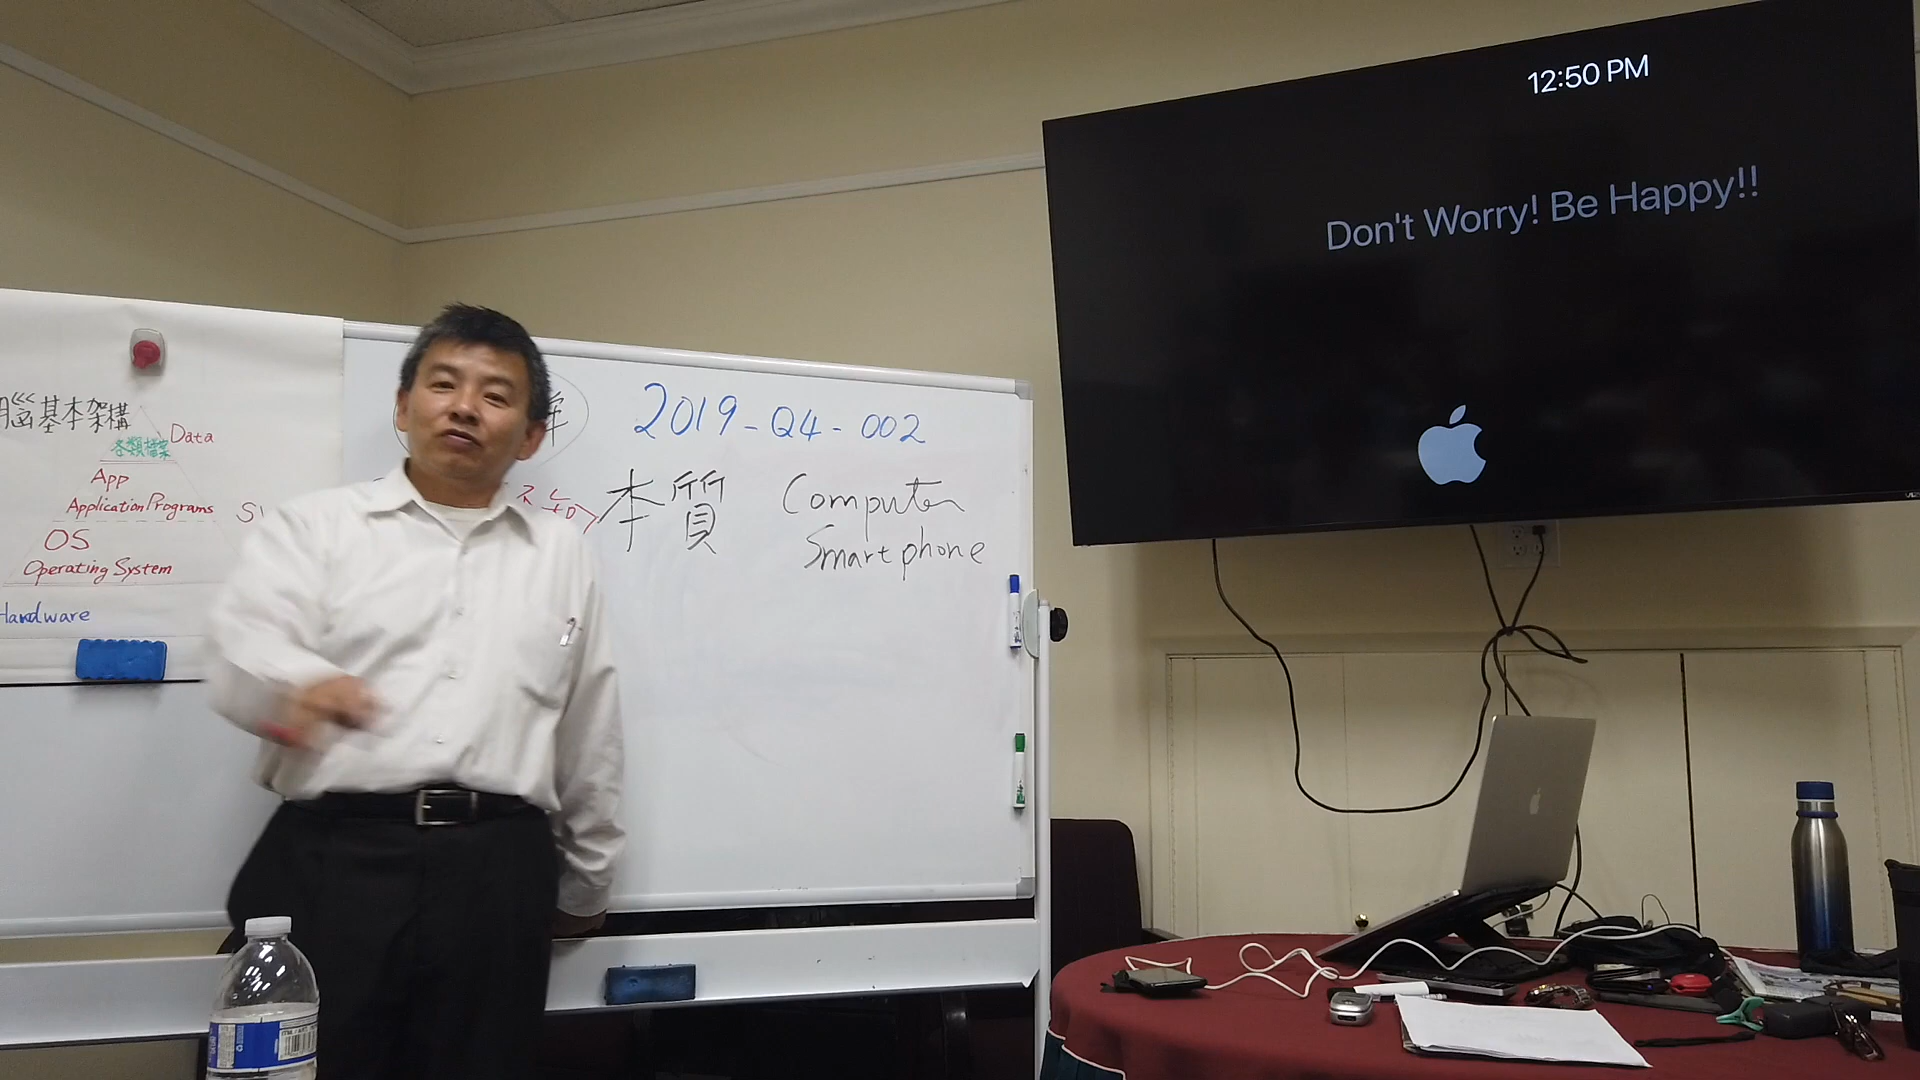 腦基本架構
Data
各類檔案
App
Application Programs
OS
Operating System
Hardware
2019-Q4-002
本質
Computer
Smartphone
12:50 PM
Don't Worry! Be Happy!!